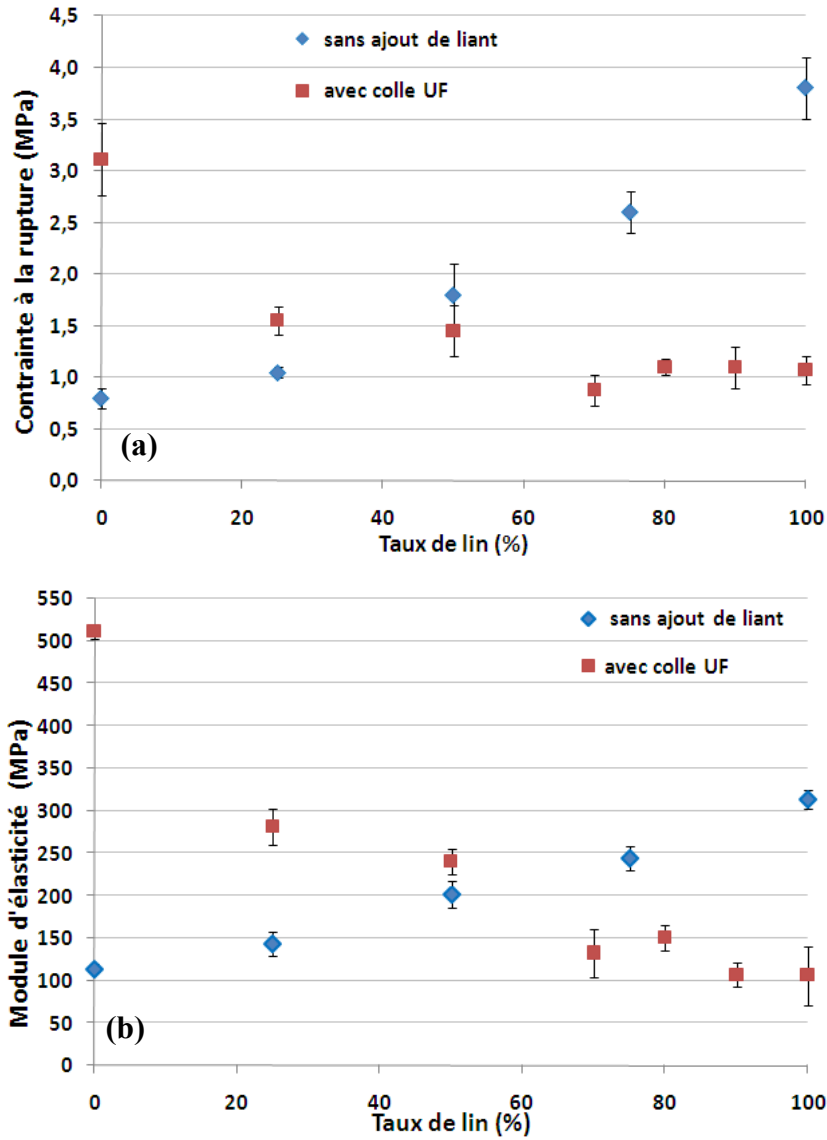 4,5
4,0
3,5
3,0
2,5
2,0
1,5
1,0
0,5
0,0
Contrainte à la rupture (MPa)
sans ajout de liant
avec colle UF
(a)
0 20 40 60 80 100
Taux de lin (%)
550
500
450
400
350
300
250
200
150
100
50
0
Module d'élasticité (MPa)
sans ajout de liant
avec colle UF
(b)
0 20 40 60 80 100
Taux de lin (%)